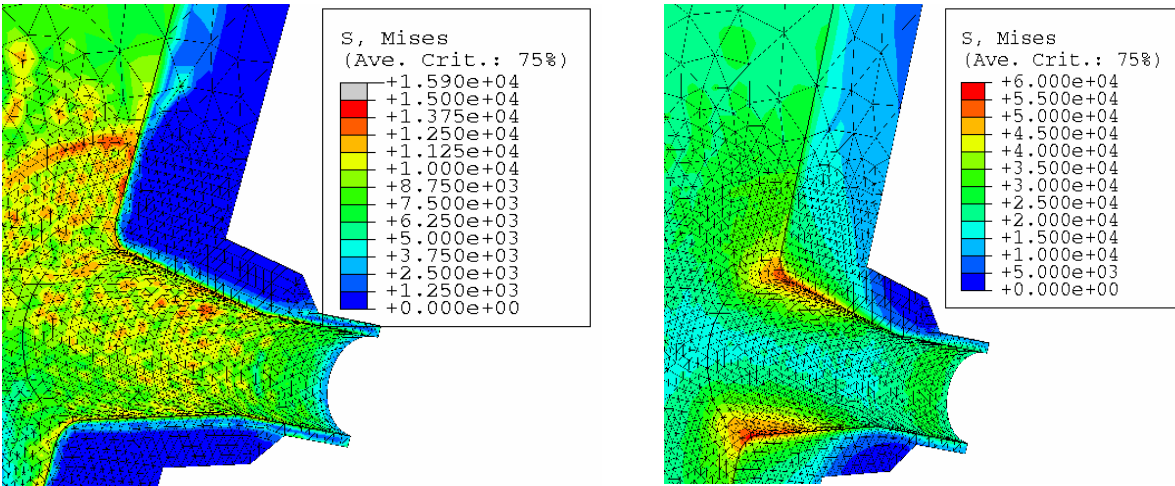 S, Mises
(Ave. Crit.: 75%)
+1.590e+04
+1.500e+04
+1.375e+04
+1.250e+04
+1.125e+04
+1.000e+04
+8.750e+03
+7.500e+03
+6.250e+03
+5.000e+03
+3.750e+03
+2.500e+03
+1.250e+03
+0.000e+00
S, Mises
(Ave. Crit.: 75%)
+6.000e+04
+5.500e+04
+5.000e+04
+4.500e+04
+4.000e+04
+3.500e+04
+3.000e+04
+2.500e+04
+2.000e+04
+1.500e+04
+1.000e+04
+5.000e+03
+0.000e+00